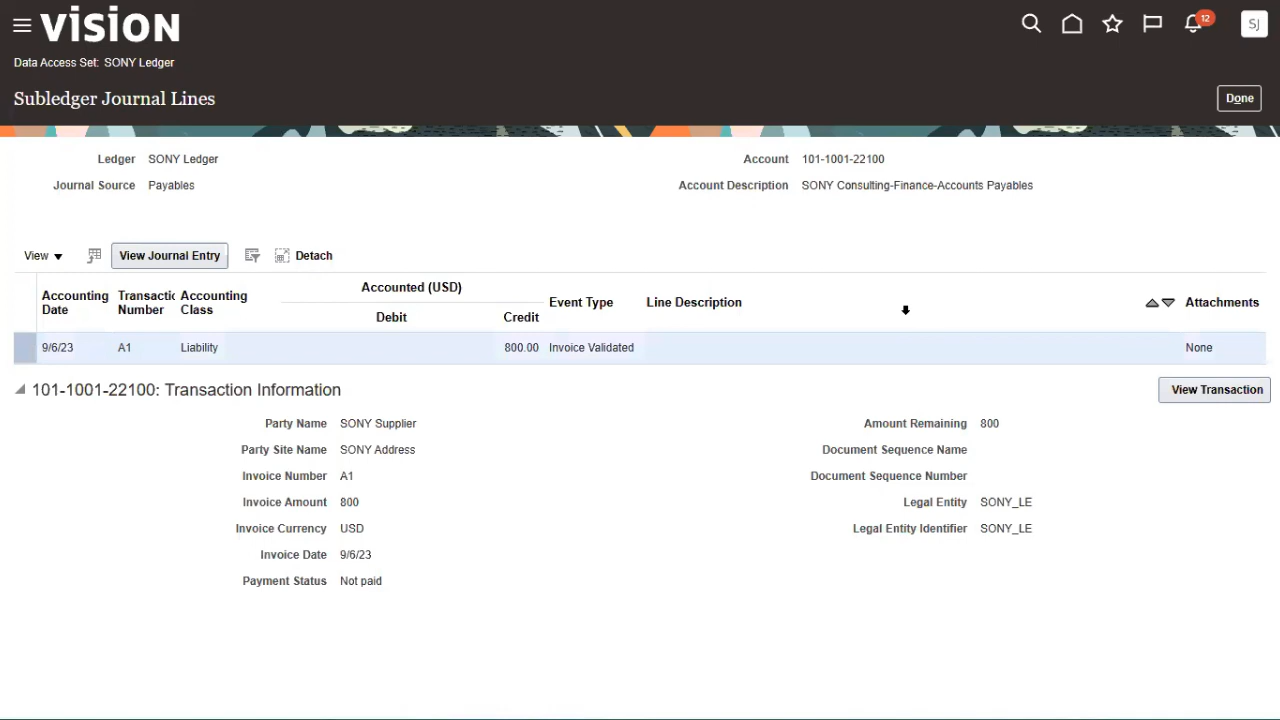 vision
12
SJ
Data Access Set: SONY Ledger
Subledger Journal Lines
Done
Ledger SONY Ledger
Account 101-1001-22100
Journal Source Payables
Account Description SONY Consulting-Finance-Accounts Payables
View View Journal Entry Detach
Accounting Date
Transactic Number
Accounting Class
Accounted (USD)
Debit
Credit
Event Type
Line Description
Attachments
9/6/23 A1 Liability 800.00 Invoice Validated None
101-1001-22100: Transaction Information
View Transaction
Party Name SONY Supplier
Amount Remaining 800
Party Site Name SONY Address
Document Sequence Name
Invoice Number A1
Document Sequence Number
Invoice Amount 800
Legal Entity SONY_LE
Invoice Currency USD
Legal Entity Identifier SONY_LE
Invoice Date 9/6/23
Payment Status Not paid